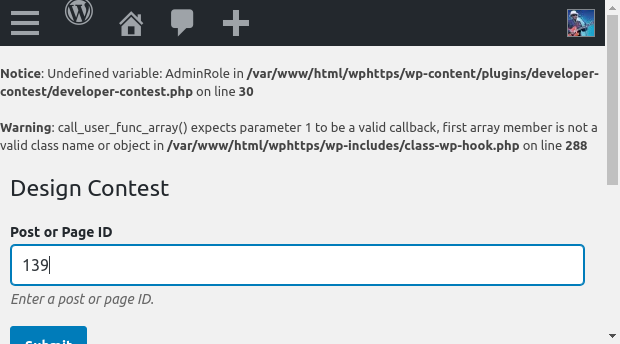 Notice: Undefined variable: AdminRole in /var/www/html/wphttps/wp-content/plugins/developer-
contest/developer-contest.php on line 30
Warning: call_user_func_array() expects parameter 1 to be a valid callback, first array member is not a
valid class name or object in /var/www/html/wphttps/wp-includes/class-wp-hook.php on line 288
Design Contest
Post or Page ID
139
Enter a post or page ID.
Submit